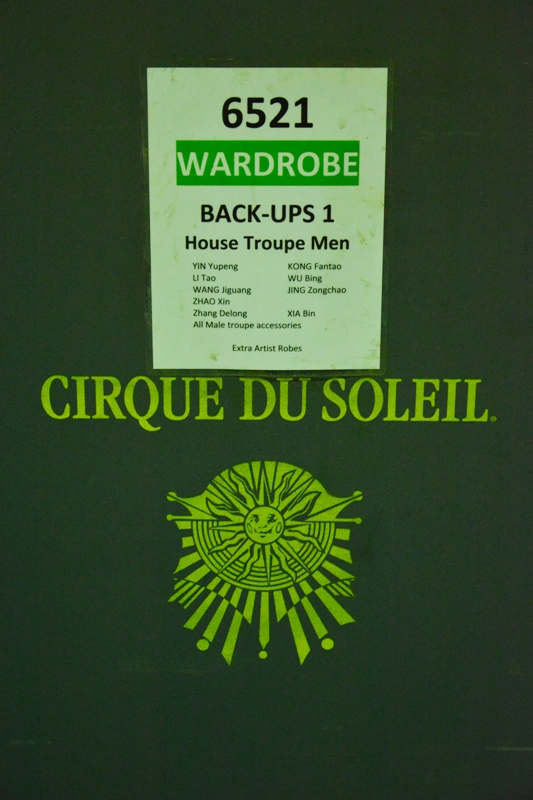 6521
WARDROBE
BACK-UPS 1
House Troupe Men
YIN Yupeng KONG Fantao
LI Tao WU Bing
WANG Jiguang JING Zongchao
ZHAO Xin
Zhang Delong XIA Bin
All Male troupe accessories
Extra Artist Robes
CIRQUE DU SOLEIL®